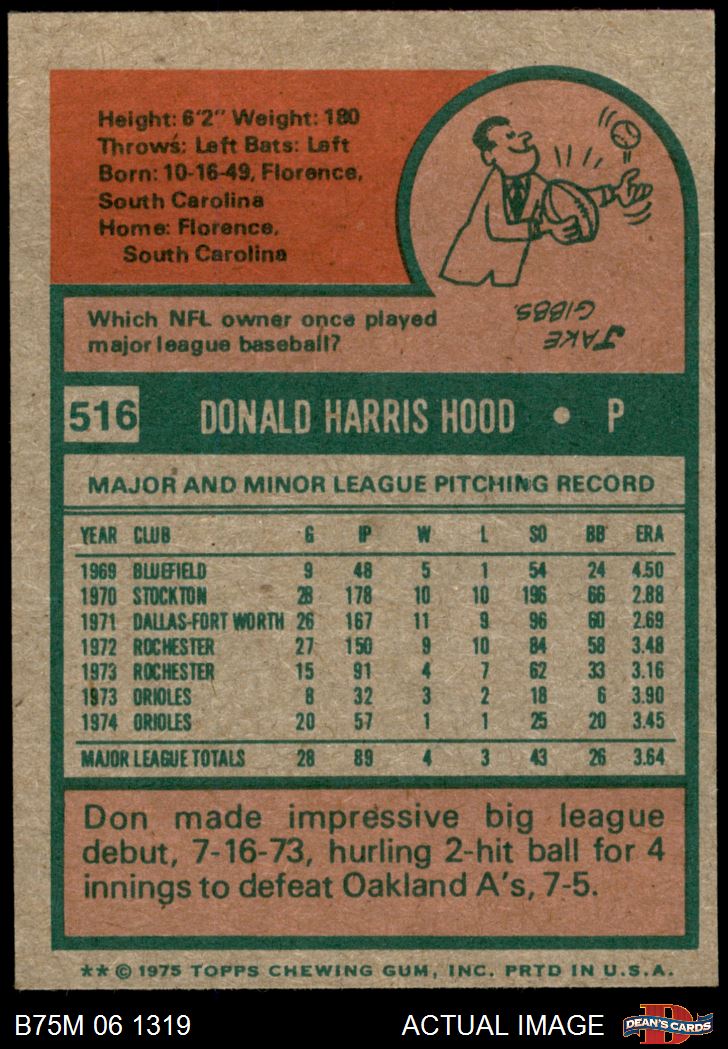 Height: 6'2" Weight: 180
Throws: Left Bats: Left
Born: 10-16-49, Florence,
South Carolina
Home: Florence,
South Carolina
Which NFL owner once played
major league baseball?
JAKE
GIBBS.
516 DONALD HARRIS HOOD • P
MAJOR AND MINOR LEAGUE PITCHING RECORD
YEAR CLUB G IP W L SO BB ERA
1969 BLUEFIELD 9 48 5 1 54 24 4.50
1970 STOCKTON 28 178 10 10 196 66 2.88
1971 DALLAS-FORT WORTH 26 167 11 9 96 60 2.69
1972 ROCHESTER 27 150 9 10 84 58 3.48
1973 ROCHESTER 15 91 4 7 62 33 3.16
1973 ORIOLES 8 32 3 2 18 6 3.90
1974 ORIOLES 20 57 1 1 25 20 3.45
MAJOR LEAGUE TOTALS 28 89 4 3 43 26 3.64
Don made impressive big league
debut, 7-16-73, hurling 2-hit ball for 4
innings to defeat Oakland A's, 7-5.
** © 1975 TOPPS CHEWING GUM, INC. PRTD IN U.S.A.
B75M 06 1319 ACTUAL IMAGE D DEAN'S CARDS